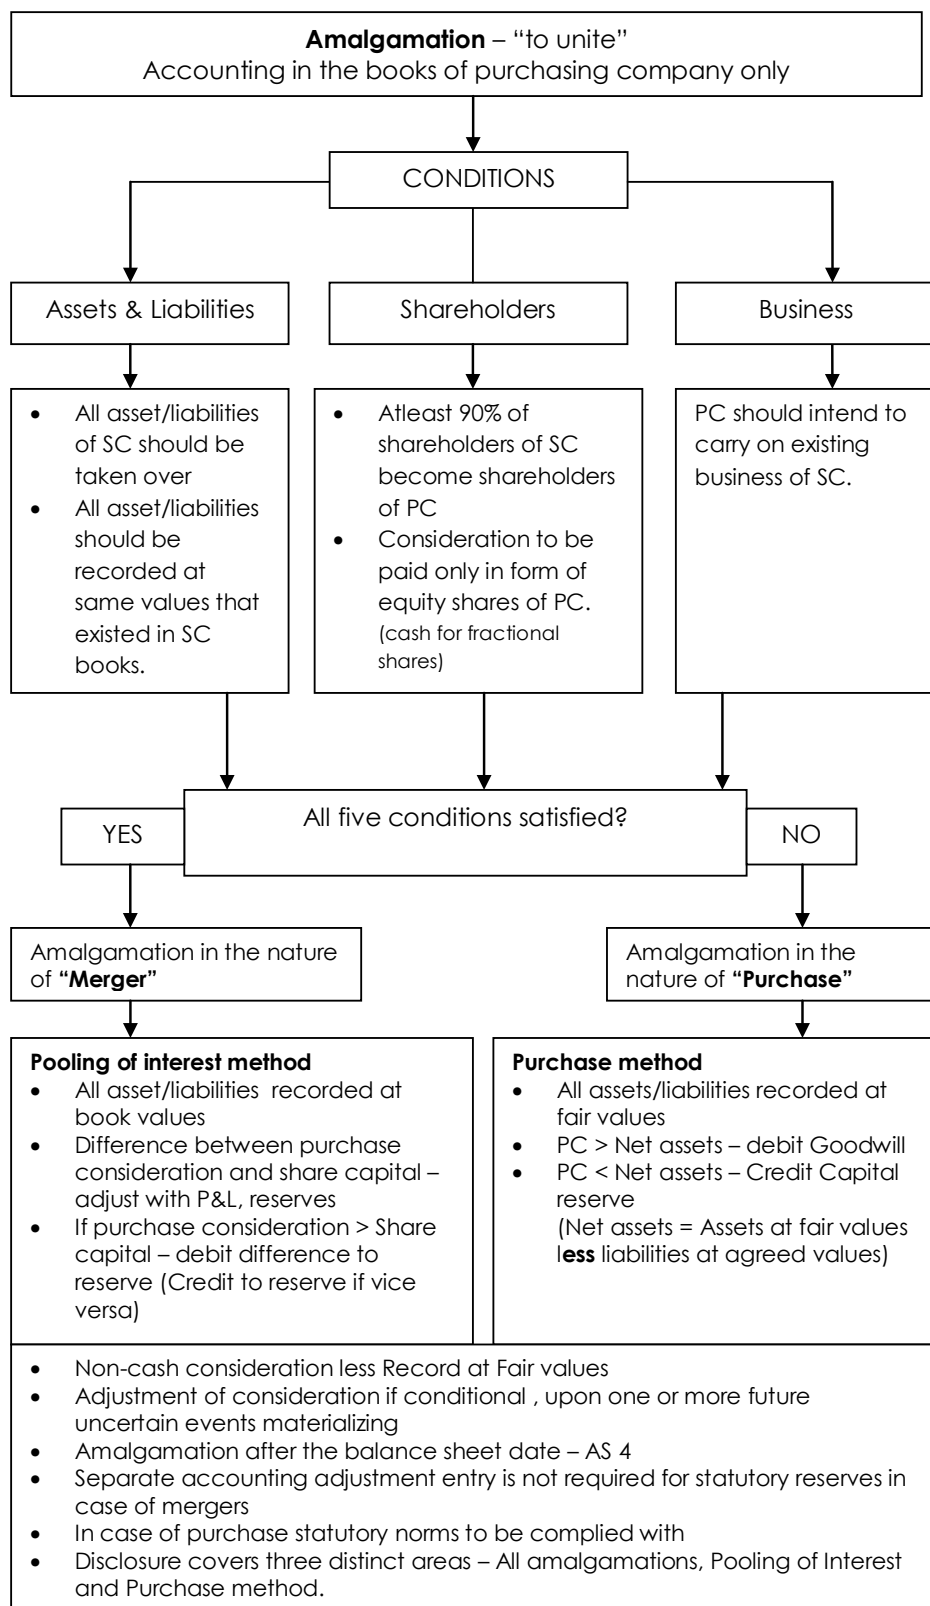 Amalgamation – “to unite”
Accounting in the books of purchasing company only
CONDITIONS
Assets & Liabilities
Shareholders
Business
• All asset/liabilities
of SC should be
taken over
• All asset/liabilities
should be
recorded at
same values that
existed in SC
books.
• Atleast 90% of
shareholders of SC
become shareholders
of PC
• Consideration to be
paid only in form of
equity shares of PC.
(cash for fractional
shares)
PC should intend to
carry on existing
business of SC.
All five conditions satisfied?
YES
NO
Amalgamation in the nature
of “Merger”
Amalgamation in the
nature of “Purchase”
Pooling of interest method
• All asset/liabilities recorded at
book values
• Difference between purchase
consideration and share capital –
adjust with P&L, reserves
• If purchase consideration > Share
capital – debit difference to
reserve (Credit to reserve if vice
versa)
Purchase method
• All assets/liabilities recorded at
fair values
• PC > Net assets – debit Goodwill
• PC < Net assets – Credit Capital
reserve
(Net assets = Assets at fair values
less liabilities at agreed values)
• Non-cash consideration less Record at Fair values
• Adjustment of consideration if conditional , upon one or more future
uncertain events materializing
• Amalgamation after the balance sheet date – AS 4
• Separate accounting adjustment entry is not required for statutory reserves in
case of mergers
• In case of purchase statutory norms to be complied with
• Disclosure covers three distinct areas – All amalgamations, Pooling of Interest
and Purchase method.